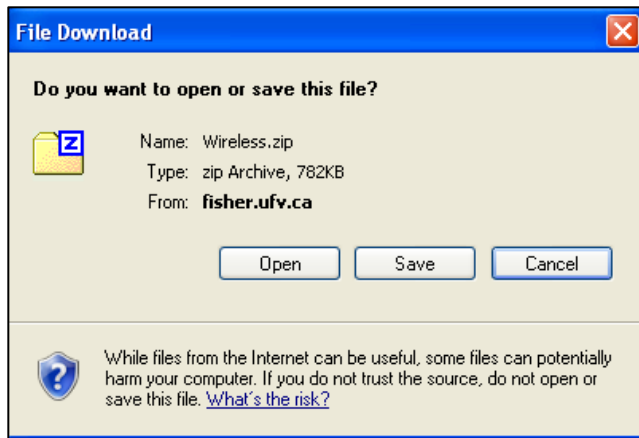 File Download
Do you want to open or save this file?
Z
Name: Wireless.zip
Type: zip Archive, 782KB
From: fisher.ufv.ca
Open Save Cancel
While files from the Internet can be useful, some files can potentially
harm your computer. If you do not trust the source, do not open or
save this file. What's the risk?